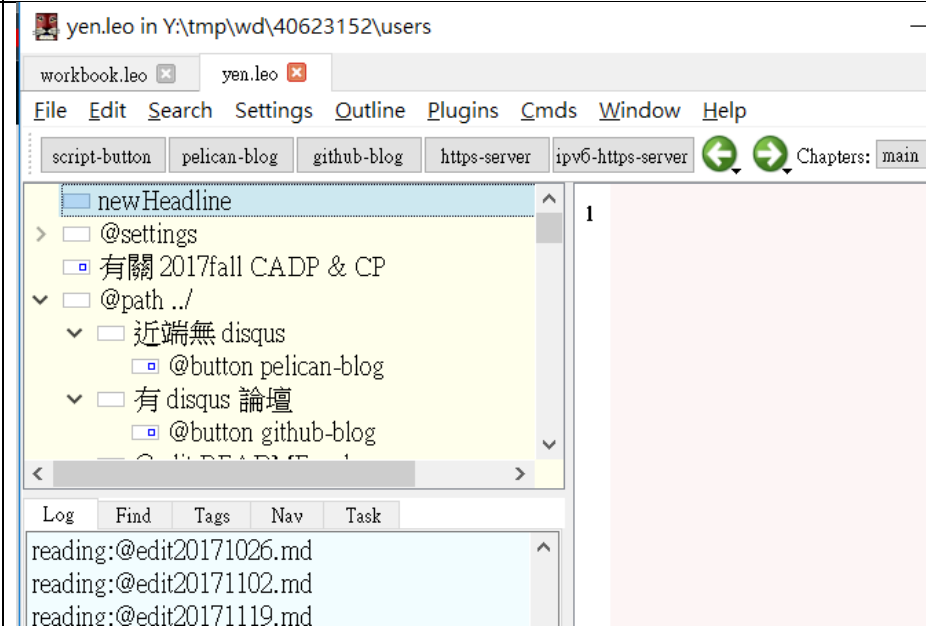 yen.leo in Y:\tmp\wd\40623152\users
workbook.leo yen.leo
File Edit Search Settings Outline Plugins Cmds Window Help
script-button pelican-blog github-blog https-server ipv6-https-server Chapters: main
newHeadline
1
@settings
有關 2017fall CADP & CP
@path ../
近端無 disqus
@button pelican-blog
有 disqus 論壇
@button github-blog
Log Find Tags Nav Task
reading:@edit20171026.md
reading:@edit20171102.md
reading:@edit20171119.md